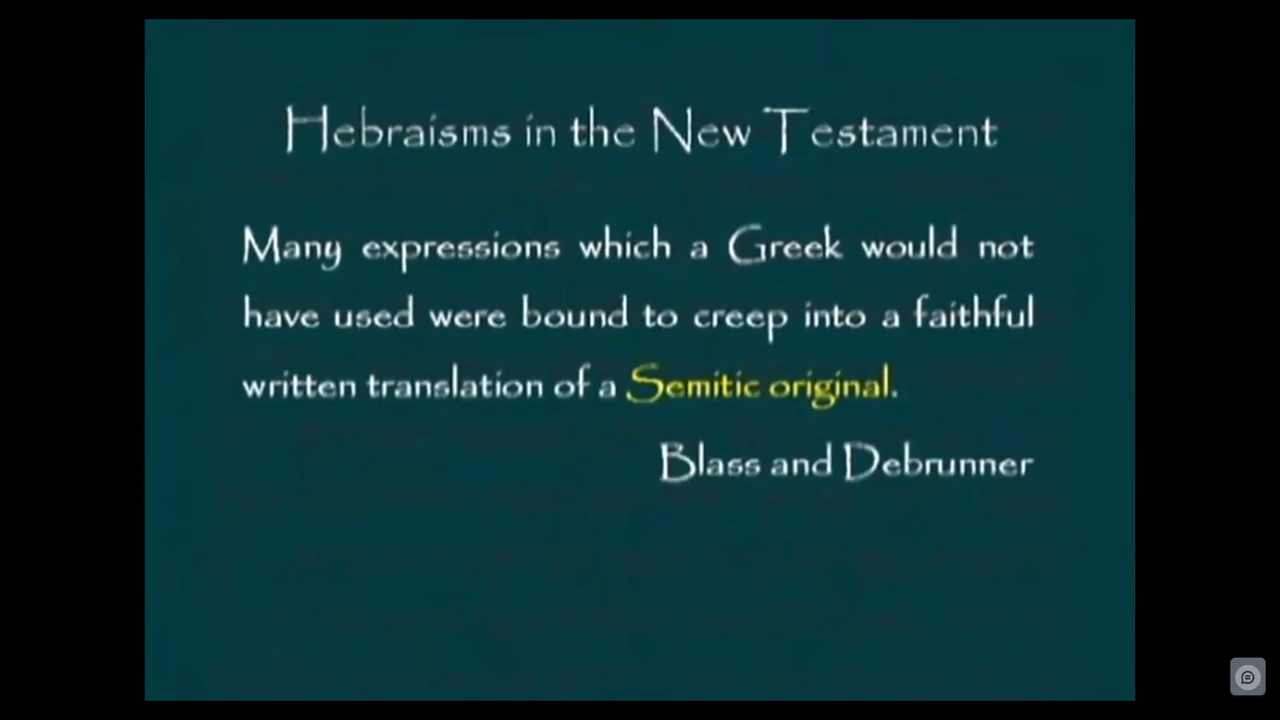 Hebraisms in the New Testament
Many expressions which a Greek would not
have used were bound to creep into a faithful
written translation of a Semitic original.
Blass and Debrunner